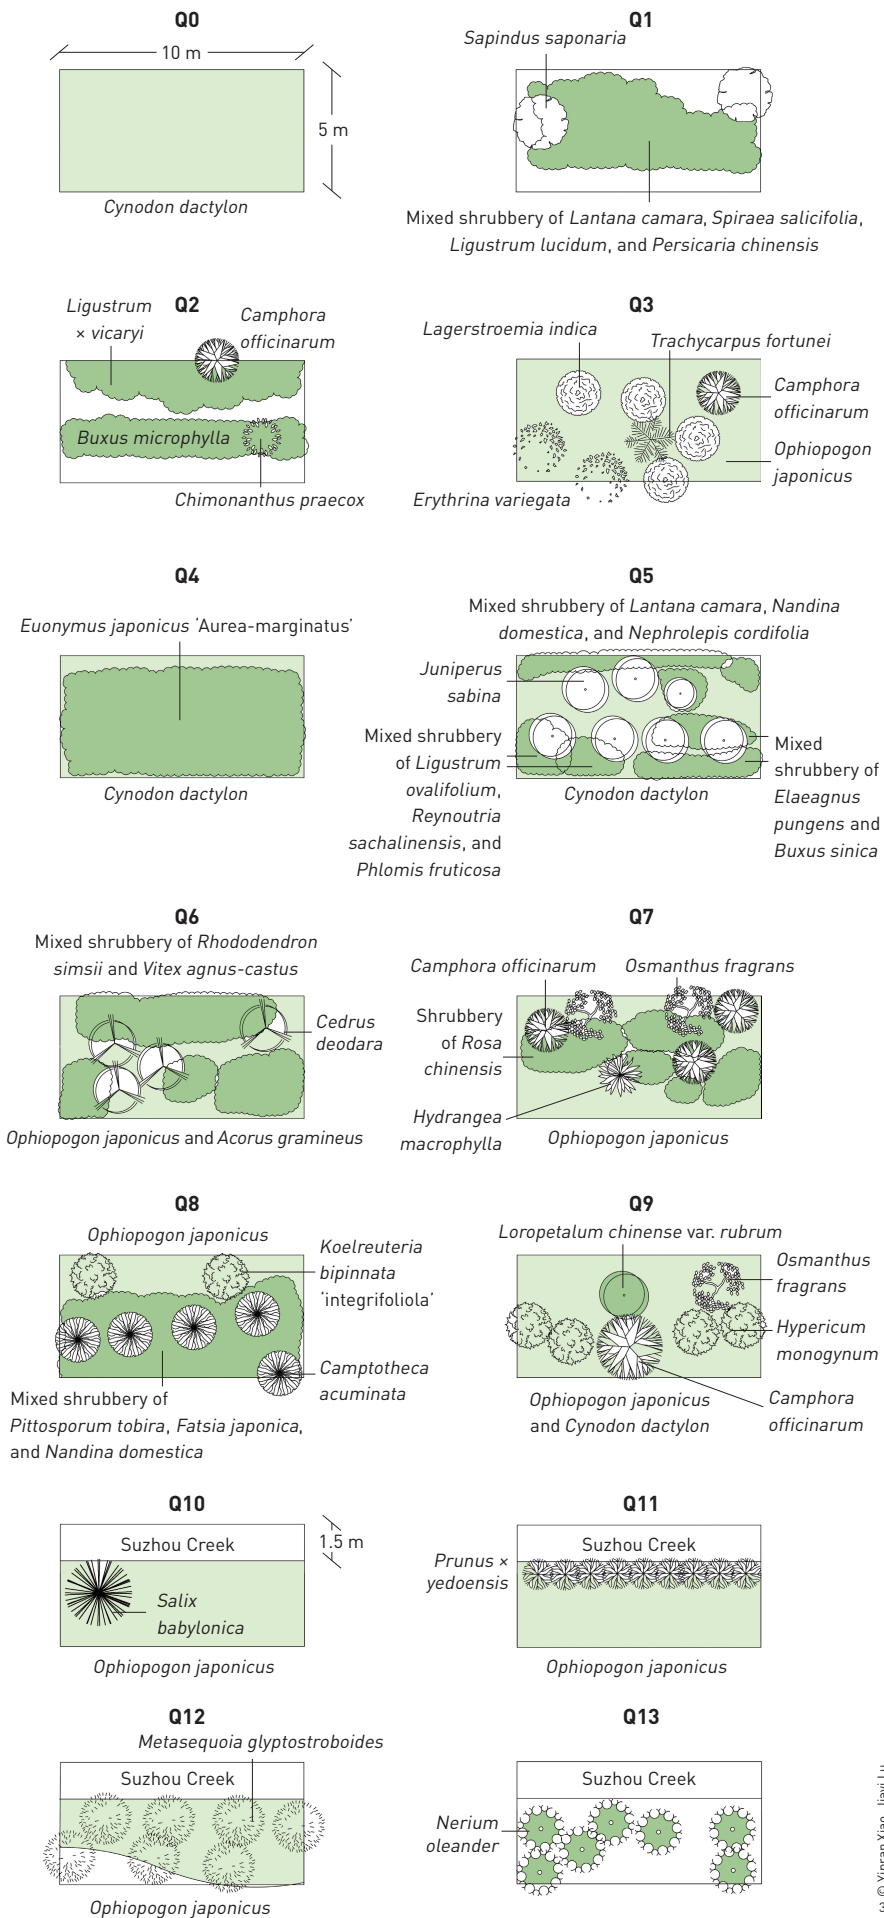 Q0
10 m
5 m
Cynodon dactylon
Q1
Sapindus saponaria
Mixed shrubbery of Lantana camara, Spiraea salicifolia,
Ligustrum lucidum, and Persicaria chinensis
Q2
Ligustrum
× vicaryi
Camphora
officinarum
Buxus microphylla
Chimonanthus praecox
Q3
Lagerstroemia indica
Trachycarpus fortunei
Camphora
officinarum
Ophiopogon
japonicus
Erythrina variegata
Q4
Euonymus japonicus 'Aurea-marginatus'
Cynodon dactylon
Q5
Mixed shrubbery of Lantana camara, Nandina
domestica, and Nephrolepis cordifolia
Juniperus
sabina
Mixed shrubbery
of Ligustrum
ovalifolium,
Reynoutria
sachalinensis, and
Phlomis fruticosa
Cynodon dactylon
Mixed
shrubbery of
Elaeagnus
pungens and
Buxus sinica
Q6
Mixed shrubbery of Rhododendron
simsii and Vitex agnus-castus
Cedrus
deodara
Ophiopogon japonicus and Acorus gramineus
Q7
Camphora officinarum
Osmanthus fragrans
Shrubbery
of Rosa
chinensis
Hydrangea
macrophylla
Ophiopogon japonicus
Q8
Ophiopogon japonicus
Koelreuteria
bipinnata
'integrifoliola'
Camptotheca
acuminata
Mixed shrubbery of
Pittosporum tobira, Fatsia japonica,
and Nandina domestica
Q9
Loropetalum chinense var. rubrum
Osmanthus
fragrans
Hypericum
monogynum
Camphora
officinarum
Ophiopogon japonicus
and Cynodon dactylon
Q10
Suzhou Creek
1.5 m
Salix
babylonica
Ophiopogon japonicus
Q11
Suzhou Creek
Prunus ×
yedoensis
Ophiopogon japonicus
Q12
Metasequoia glyptostroboides
Suzhou Creek
Ophiopogon japonicus
Q13
Suzhou Creek
Nerium
oleander
3 © Yinran Xiao, Jiayi Lu